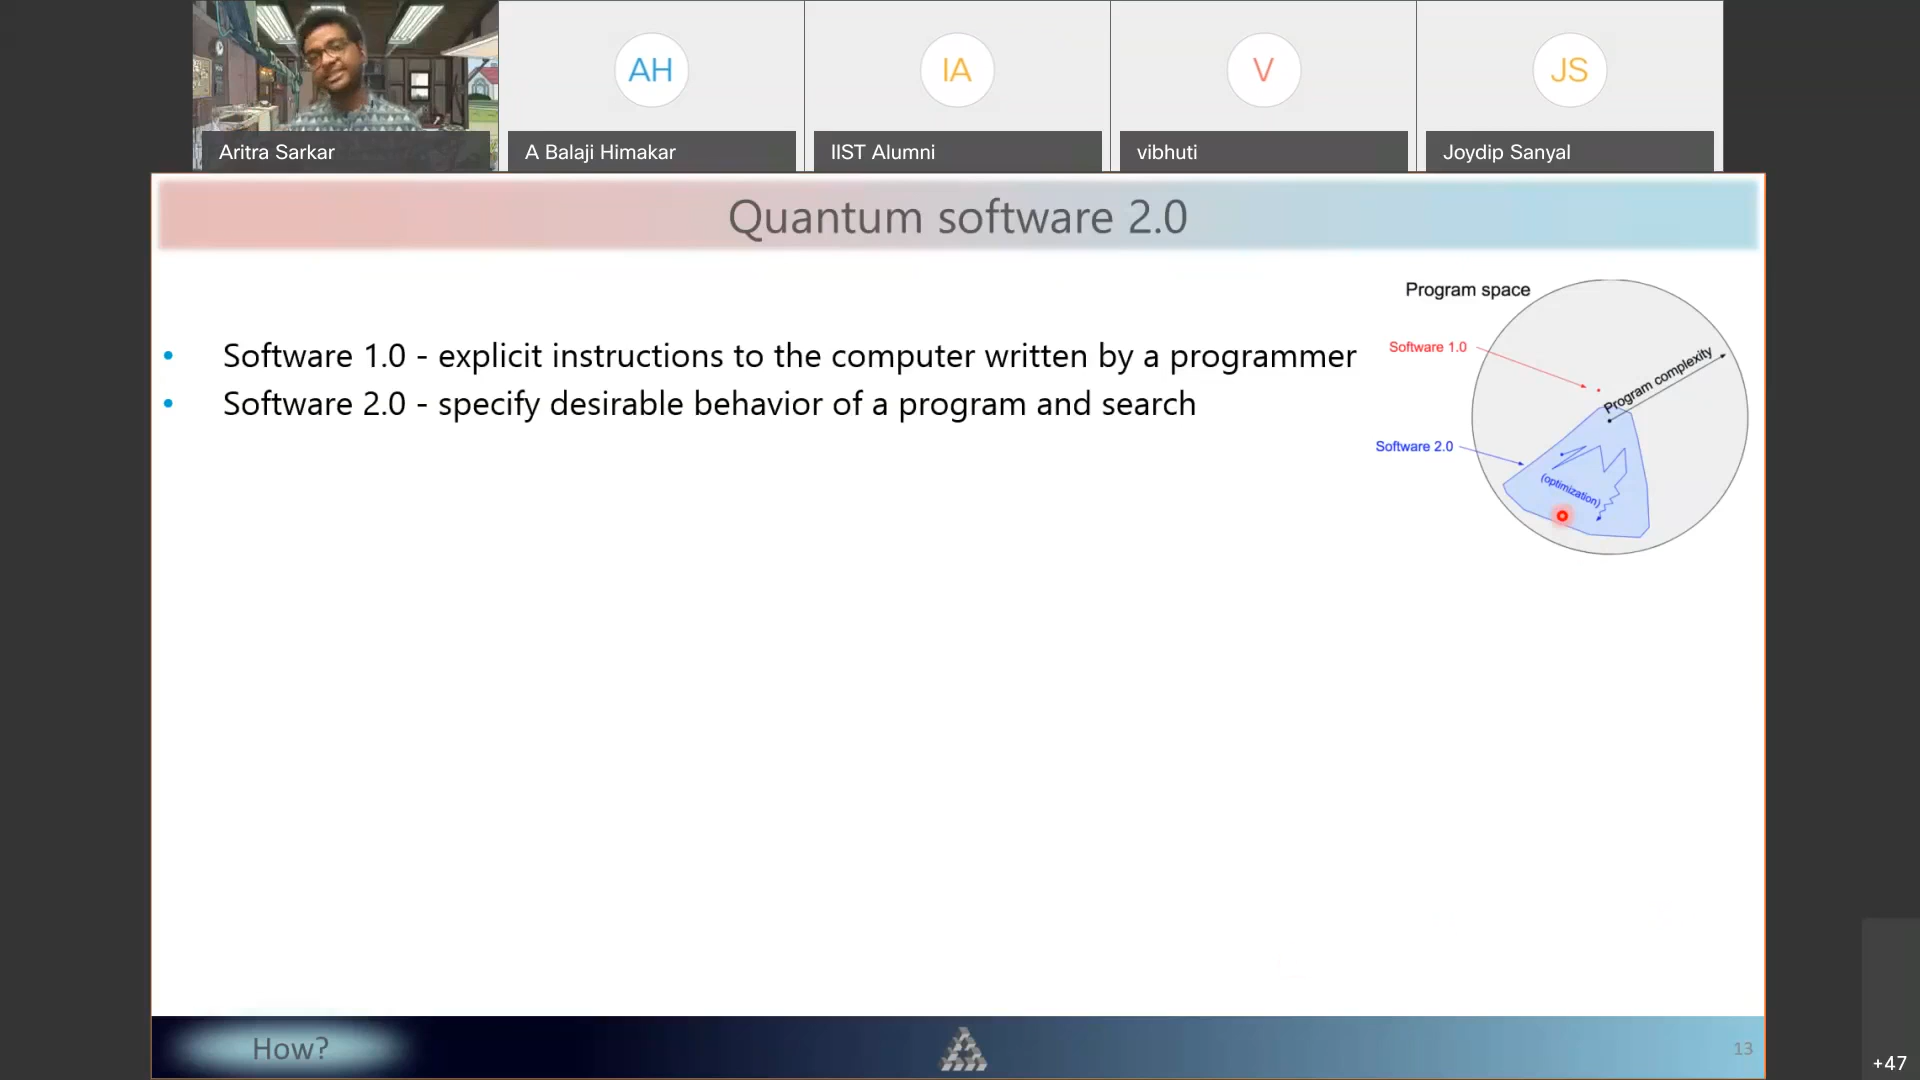 AH
IA
V
JS
Aritra Sarkar
A Balaji Himakar
IIST Alumni
vibhuti
Joydip Sanyal
Quantum software 2.0
• Software 1.0 - explicit instructions to the computer written by a programmer
• Software 2.0 - specify desirable behavior of a program and search
Program space
Software 1.0
Program complexity
Software 2.0
(optimization)
How?
13
+47